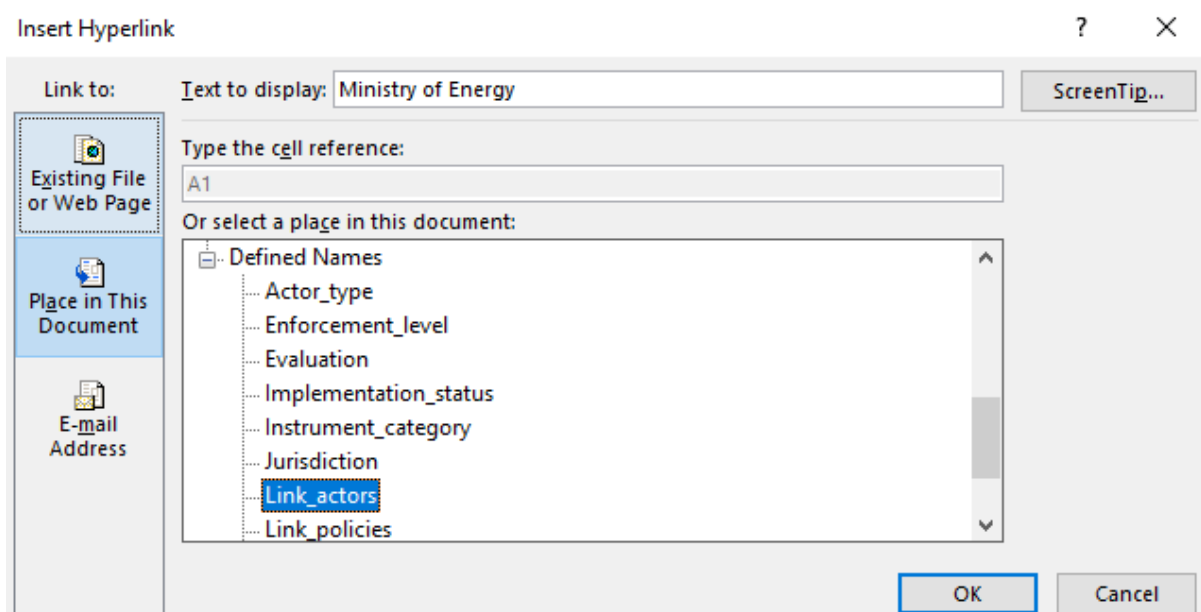 Insert Hyperlink
?
Link to:
Text to display: Ministry of Energy
ScreenTip...
Existing File
or Web Page
Place in This
Document
E-mail
Address
Type the cell reference:
A1
Or select a place in this document:
Defined Names
Actor_type
Enforcement_level
Evaluation
Implementation_status
Instrument_category
Jurisdiction
Link_actors
Link_policies
OK
Cancel